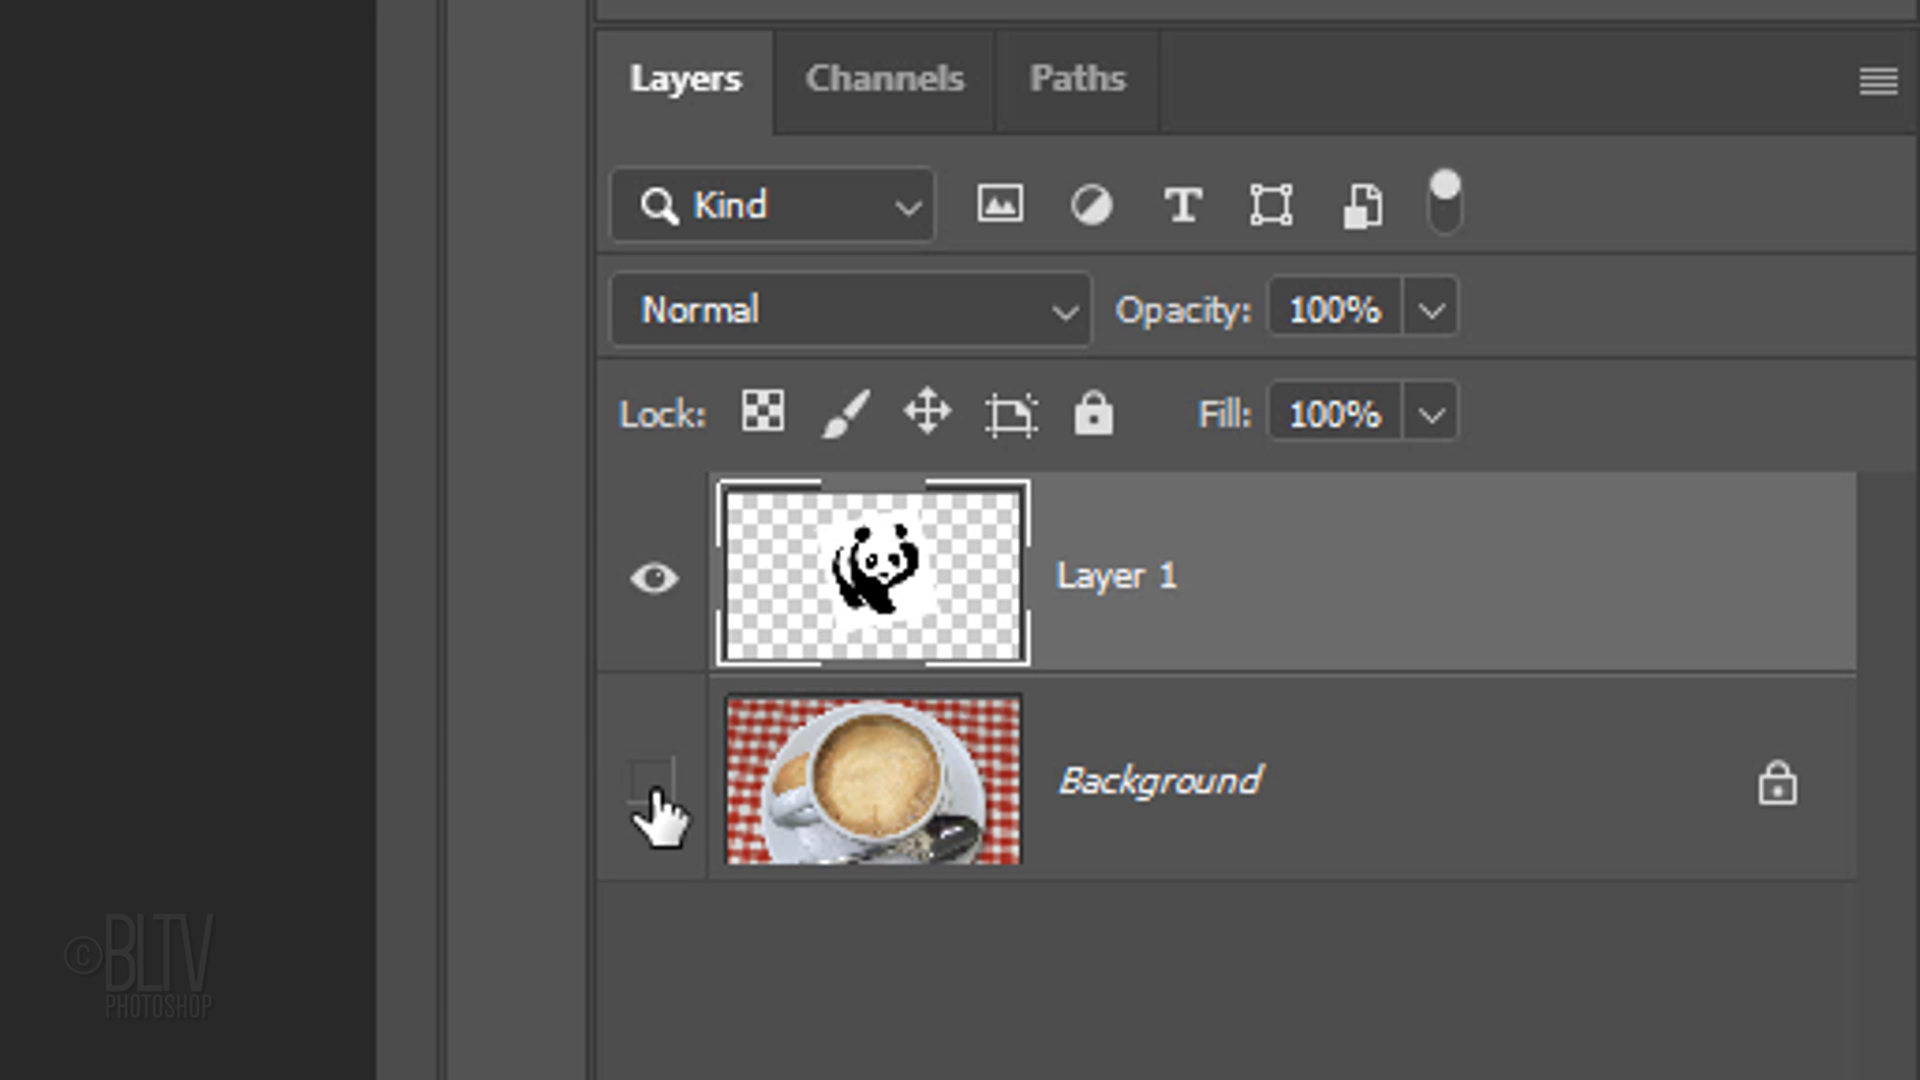 Layers Channels Paths
Kind
Normal Opacity: 100%
Lock: Fill: 100%
Layer 1
Background
©BLTV
PHOTOSHOP